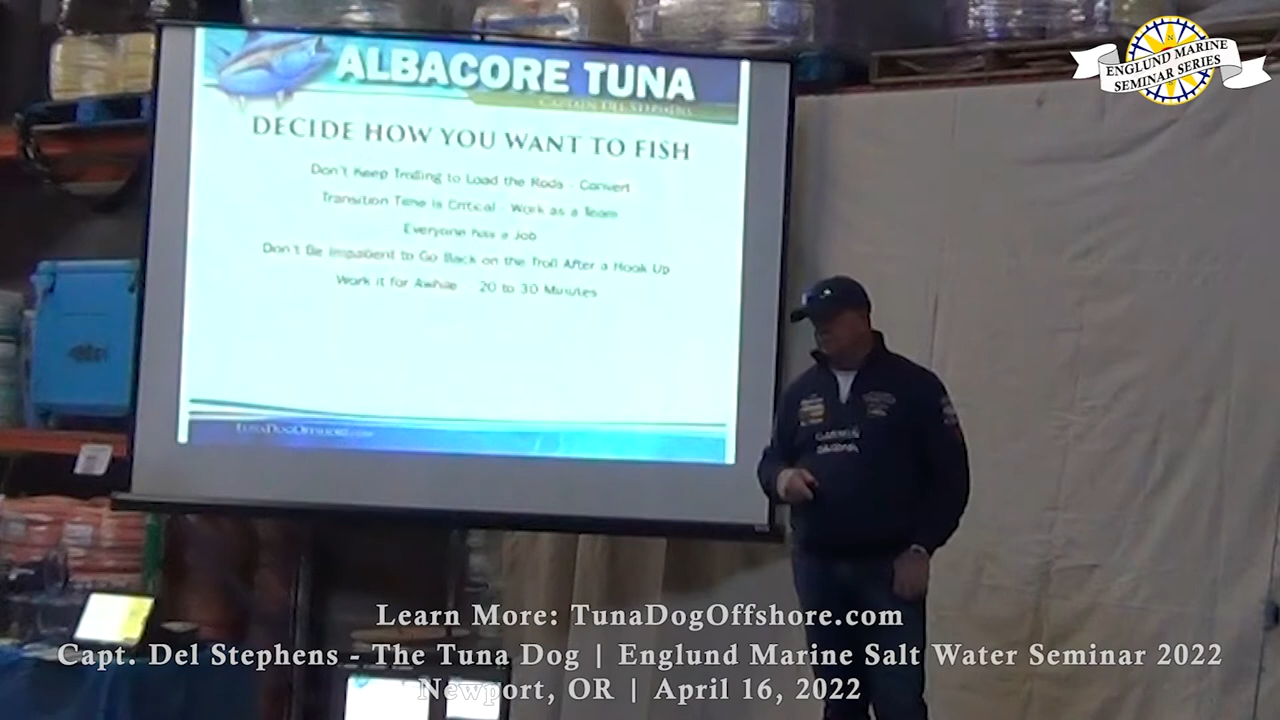 ALBACORE TUNA
CAPTAIN DEL STEPHENS
DECIDE HOW YOU WANT TO FISH
Don't Keep Trolling to Load the Rods - Convert
Transition Time is Critical - Work as a Team
Everyone has a Job
Don't Be Impatient to Go Back on the Troll After a Hook Up
Work it for Awhile 20 to 30 Minutes
TUNADOGOFFSHORE.COM
ENGLUND MARINE
SEMINAR SERIES
N
Learn More: TunaDogOffshore.com
Capt. Del Stephens - The Tuna Dog | Englund Marine Salt Water Seminar 2022
Newport, OR | April 16, 2022